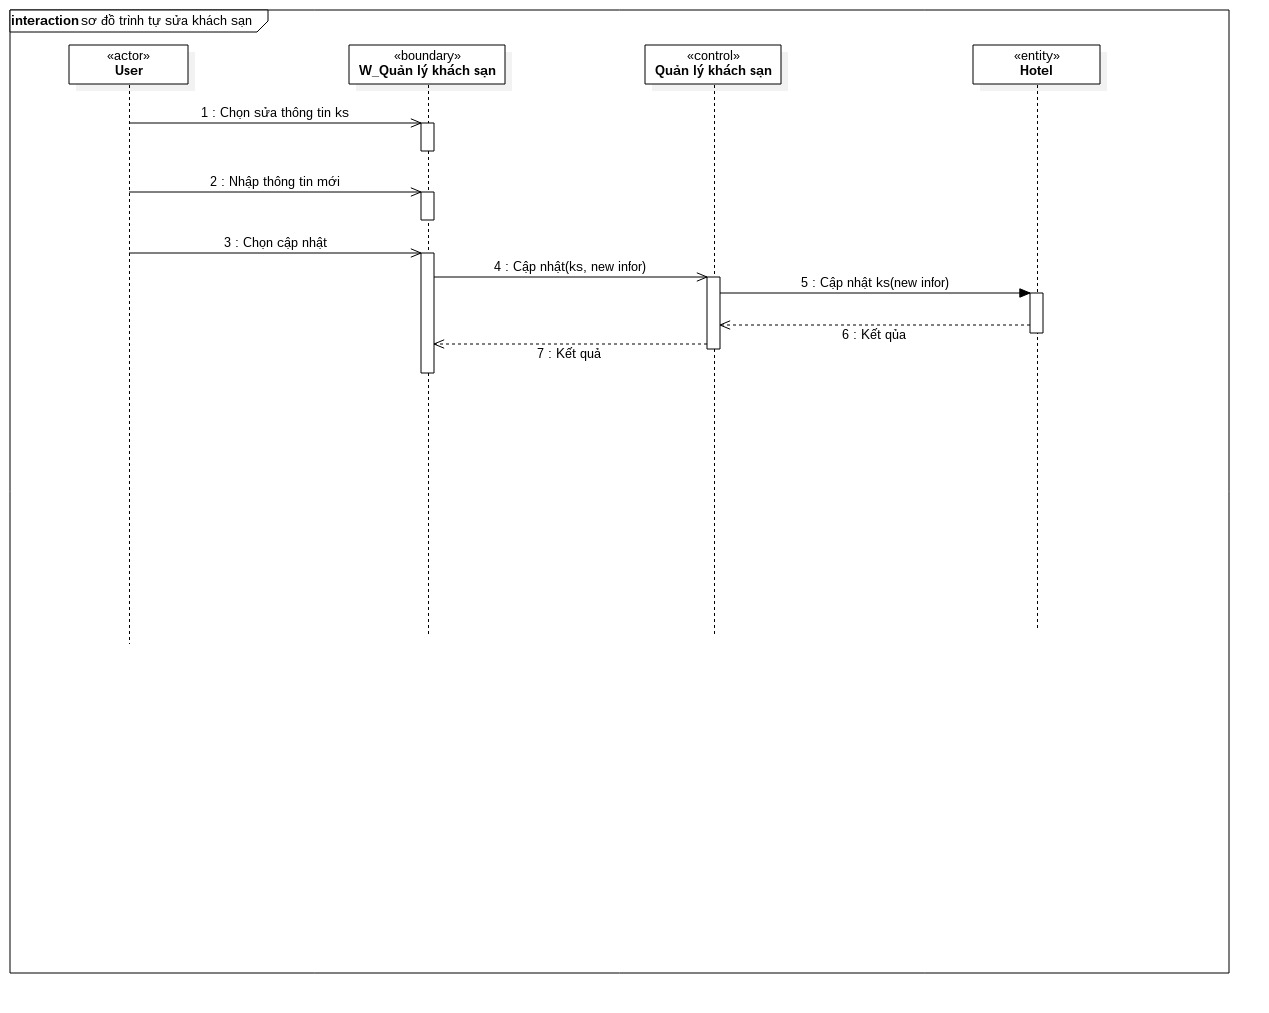 interaction sơ đồ trình tự sửa khách sạn
«actor»
User
«boundary»
W_Quản lý khách sạn
«control»
Quản lý khách sạn
«entity»
Hotel
1 : Chọn sửa thông tin ks
2 : Nhập thông tin mới
3 : Chọn cập nhật
4 : Cập nhật(ks, new infor)
5 : Cập nhật ks(new infor)
6 : Kết qủa
7 : Kết quả